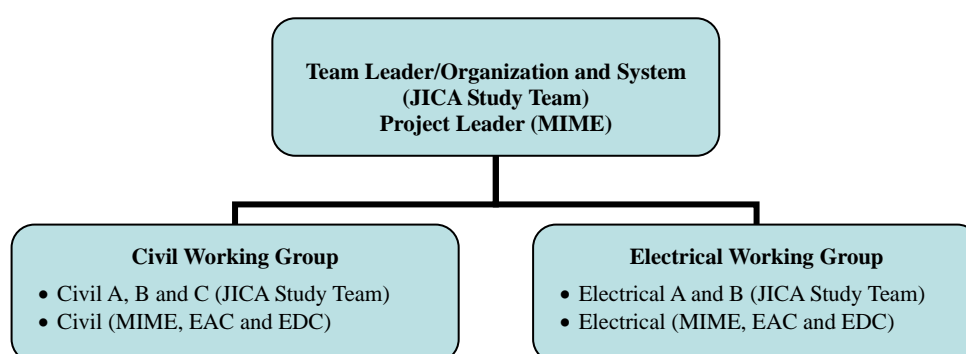 Team Leader/Organization and System
(JICA Study Team)
Project Leader (MIME)
Civil Working Group
• Civil A, B and C (JICA Study Team)
• Civil (MIME, EAC and EDC)
Electrical Working Group
• Electrical A and B (JICA Study Team)
• Electrical (MIME, EAC and EDC)